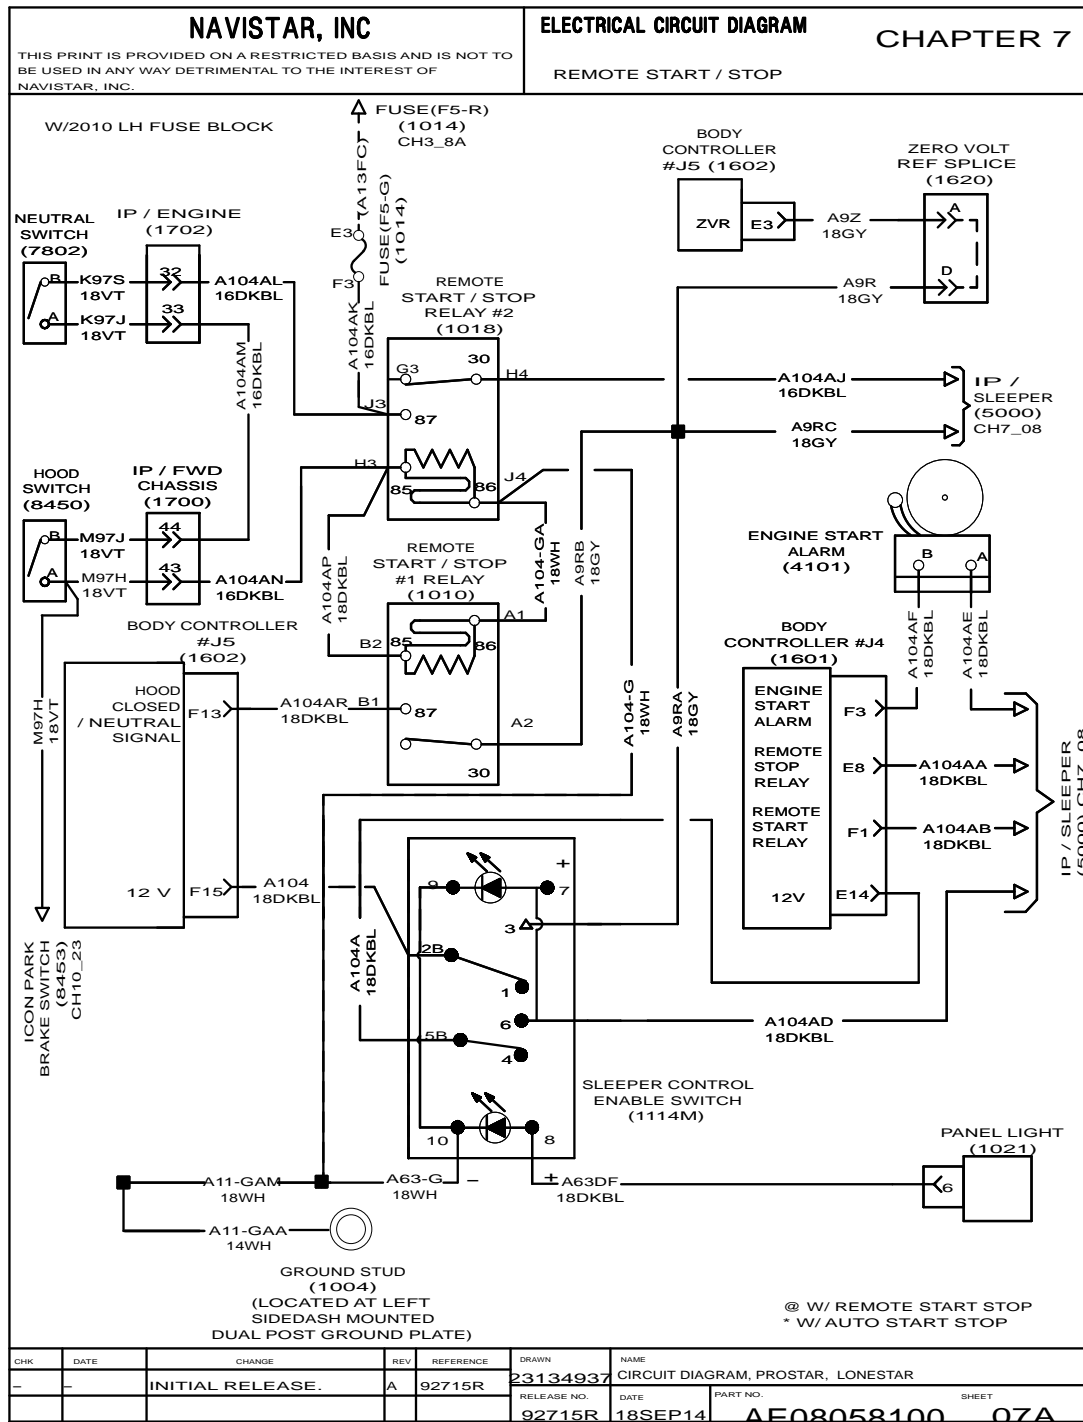 NAVISTAR, INC
THIS PRINT IS PROVIDED ON A RESTRICTED BASIS AND IS NOT TO
BE USED IN ANY WAY DETRIMENTAL TO THE INTEREST OF
NAVISTAR, INC.
ELECTRICAL CIRCUIT DIAGRAM
REMOTE START / STOP
CHAPTER 7
W/2010 LH FUSE BLOCK
FUSE(F5-R)
(1014)
CH3_8A
(A13FC)
FUSE(F5-G)
(1014)
E3
F3
A104AK
16DKBL
BODY
CONTROLLER
#J5 (1602)
ZVR
E3
A9Z
18GY
ZERO VOLT
REF SPLICE
(1620)
A
D
A9R
18GY
NEUTRAL
SWITCH
(7802)
B
A
K97S
18VT
K97J
18VT
IP / ENGINE
(1702)
32
33
A104AL
16DKBL
A104AM
16DKBL
REMOTE
START / STOP
RELAY #2
(1018)
G3
30
H4
J3
87
H3
85
86
J4
A104AJ
16DKBL
A9RC
18GY
IP /
SLEEPER
(5000)
CH7_08
HOOD
SWITCH
(8450)
B
A
M97J
18VT
M97H
18VT
IP / FWD
CHASSIS
(1700)
44
43
A104AN
16DKBL
A104AP
18DKBL
A104-GA
18WH
A9RB
18GY
ENGINE START
ALARM
(4101)
B
A
A104AF
18DKBL
A104AE
18DKBL
REMOTE
START / STOP
#1 RELAY
(1010)
A1
B2
85
86
B1
87
A2
30
BODY CONTROLLER
#J5
(1602)
HOOD
CLOSED
/ NEUTRAL
SIGNAL
F13
A104AR
18DKBL
12 V
F15
A104
18DKBL
M97H
18VT
ICON PARK
BRAKE SWITCH
(8453)
CH10_23
A104-G
18WH
A9RA
18GY
BODY
CONTROLLER #J4
(1601)
ENGINE
START
ALARM
F3
REMOTE
STOP
RELAY
E8
A104AA
18DKBL
REMOTE
START
RELAY
F1
A104AB
18DKBL
12V
E14
IP / SLEEPER
(5000) CH7_08
A104A
18DKBL
9
+
7
3
2B
1
6
5B
4
10
8
A104AD
18DKBL
SLEEPER CONTROL
ENABLE SWITCH
(1114M)
PANEL LIGHT
(1021)
6
A11-GAM
18WH
A63-G
18WH
–
+
A63DF
18DKBL
A11-GAA
14WH
GROUND STUD
(1004)
(LOCATED AT LEFT
SIDEDASH MOUNTED
DUAL POST GROUND PLATE)
@ W/ REMOTE START STOP
* W/ AUTO START STOP
CHK DATE CHANGE REV REFERENCE
– – INITIAL RELEASE. A 92715R
DRAWN
23134937
NAME
CIRCUIT DIAGRAM, PROSTAR, LONESTAR
RELEASE NO.
92715R
DATE
18SEP14
PART NO.
AE08058100
SHEET
07A